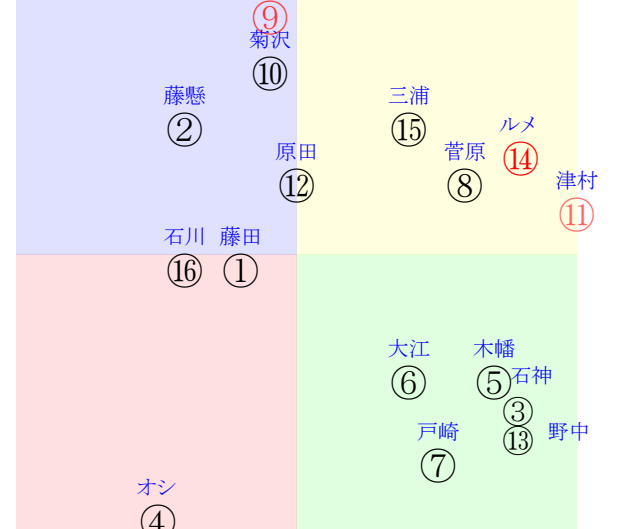 ⑨
菊沢
⑩
藤懸
②
三浦
⑮
ルメ
⑭
原田
⑫
菅原
⑧
津村
⑪
石川
⑯
藤田
①
大江
⑥
木幡
⑤
石神
③
戸崎
⑦
野中
⑬
オシ
④